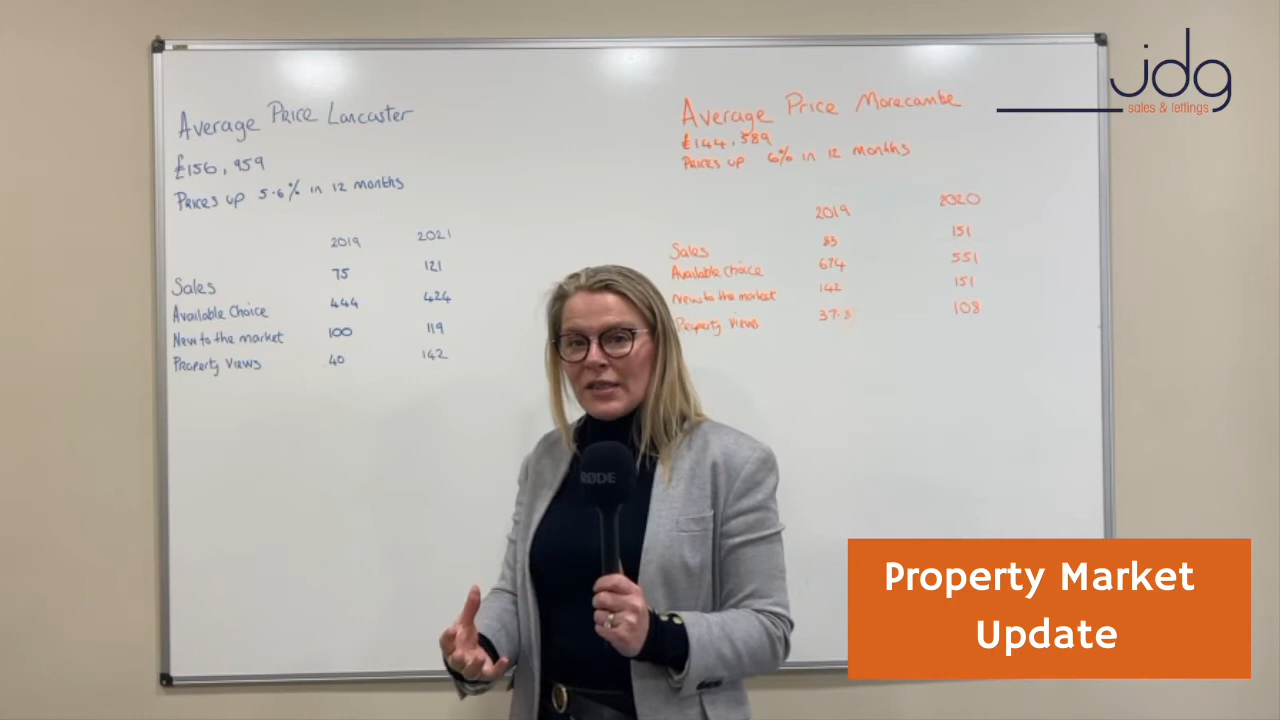 Average Price Lancaster
£156,959
Prices up 5.6% in 12 months
2019 2021
Sales 75 121
Available Choice 444 424
New to the market 100 119
Property Views 40 142
Average Price Morecambe
£144,589
Prices up 6% in 12 months
2019 2020
Sales 83 151
Available Choice 674 551
New to the market 142 151
Property Views 37.8 108
jdg
sales & lettings
RØDE
Property Market
Update